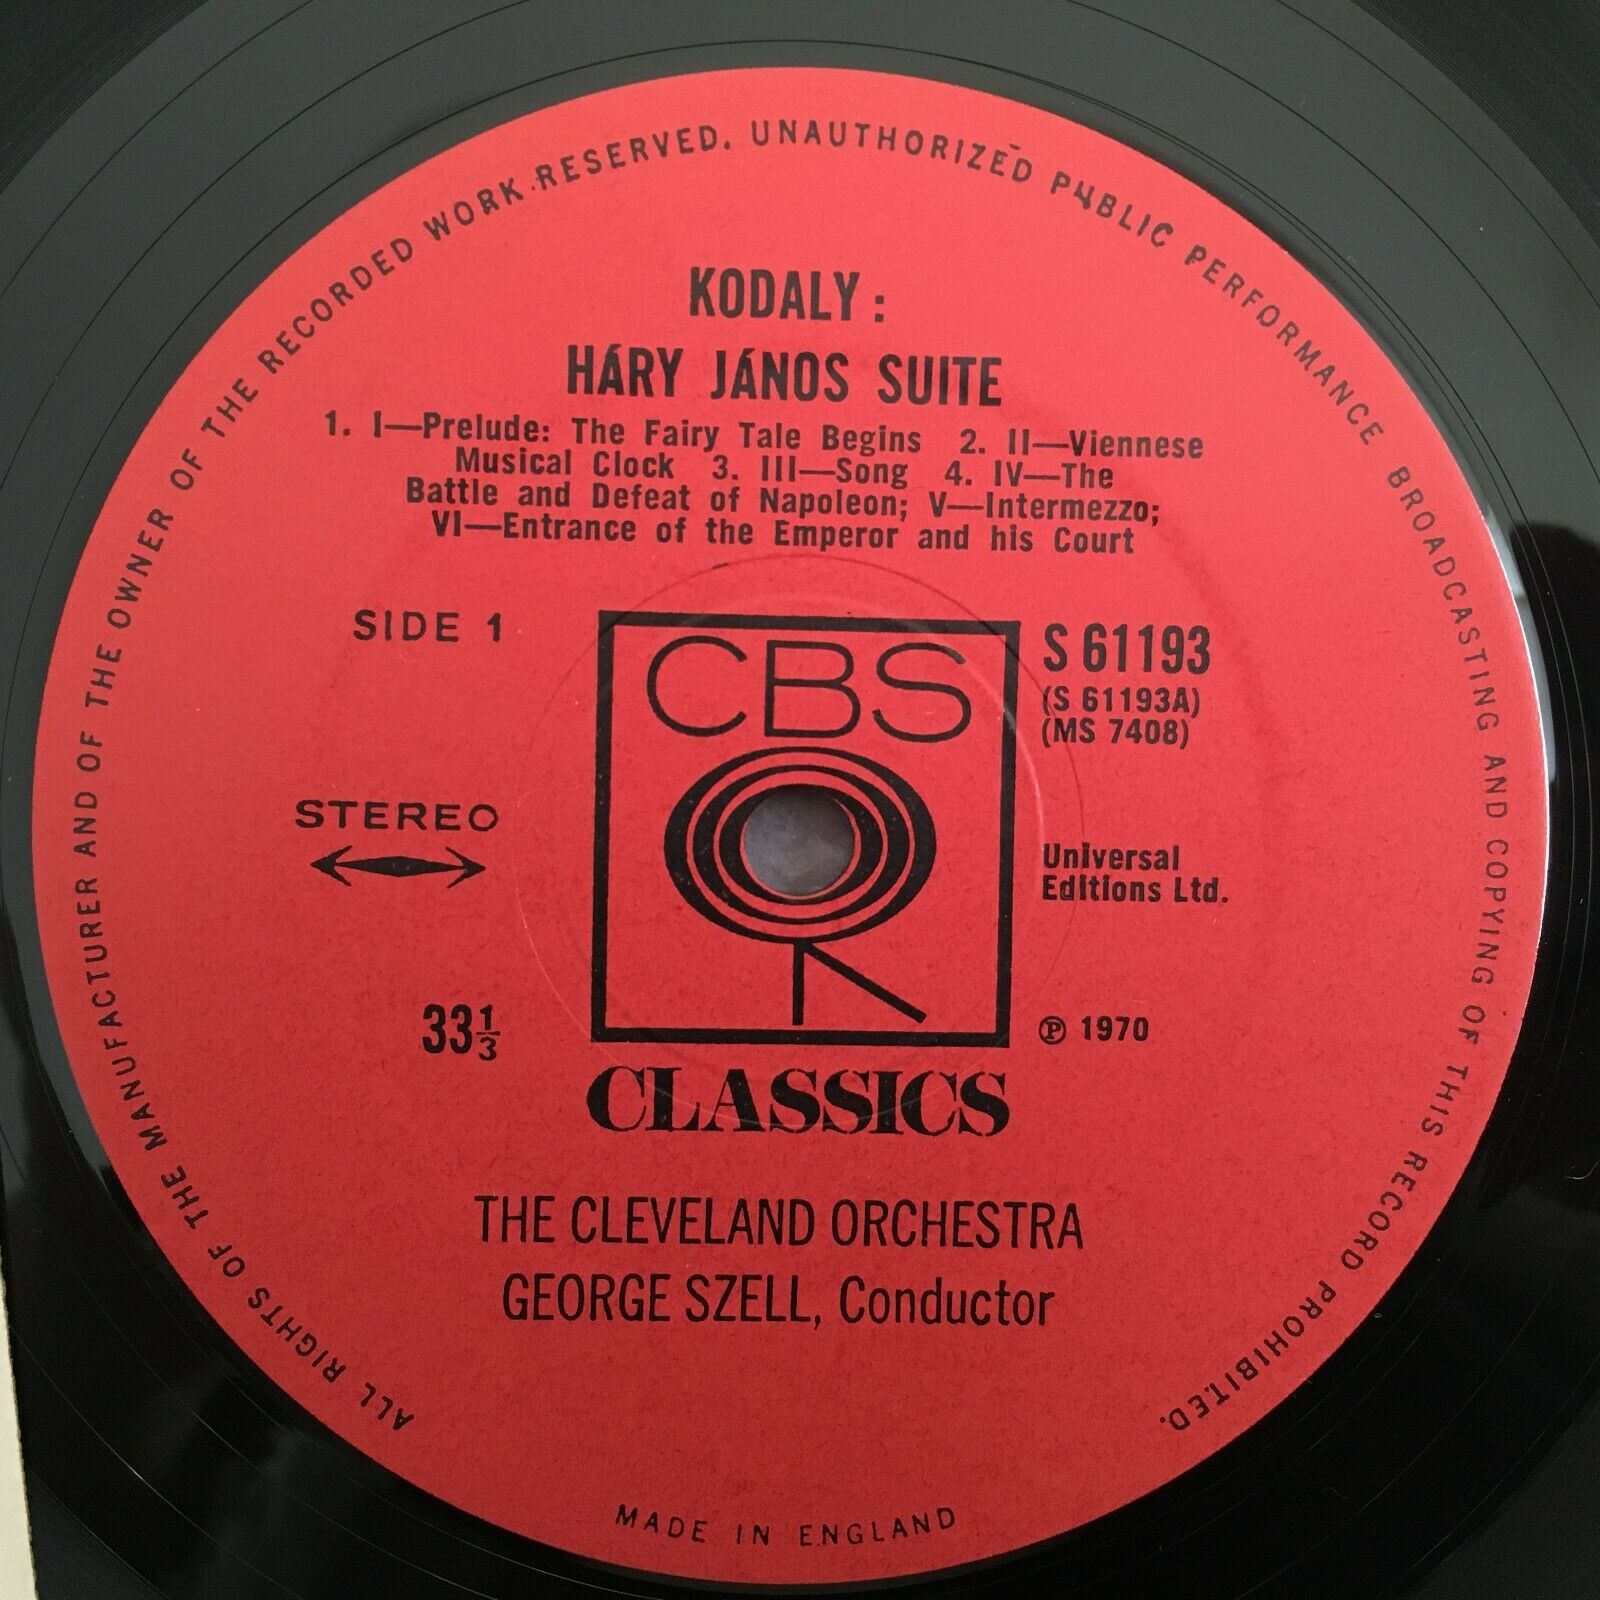 ALL RIGHTS OF THE MANUFACTURER AND OF THE OWNER OF THE RECORDED WORK RESERVED. UNAUTHORIZED PUBLIC PERFORMANCE BROADCASTING AND COPYING OF THIS RECORD PROHIBITED.
KODALY:
HÁRY JÁNOS SUITE
1. I—Prelude: The Fairy Tale Begins 2. II—Viennese
Musical Clock 3. III—Song 4. IV—The
Battle and Defeat of Napoleon; V—Intermezzo;
VI—Entrance of the Emperor and his Court
SIDE 1
CBS
S 61193
(S 61193A)
(MS 7408)
STEREO
Universal
Editions Ltd.
33⅓
℗ 1970
CLASSICS
THE CLEVELAND ORCHESTRA
GEORGE SZELL, Conductor
MADE IN ENGLAND